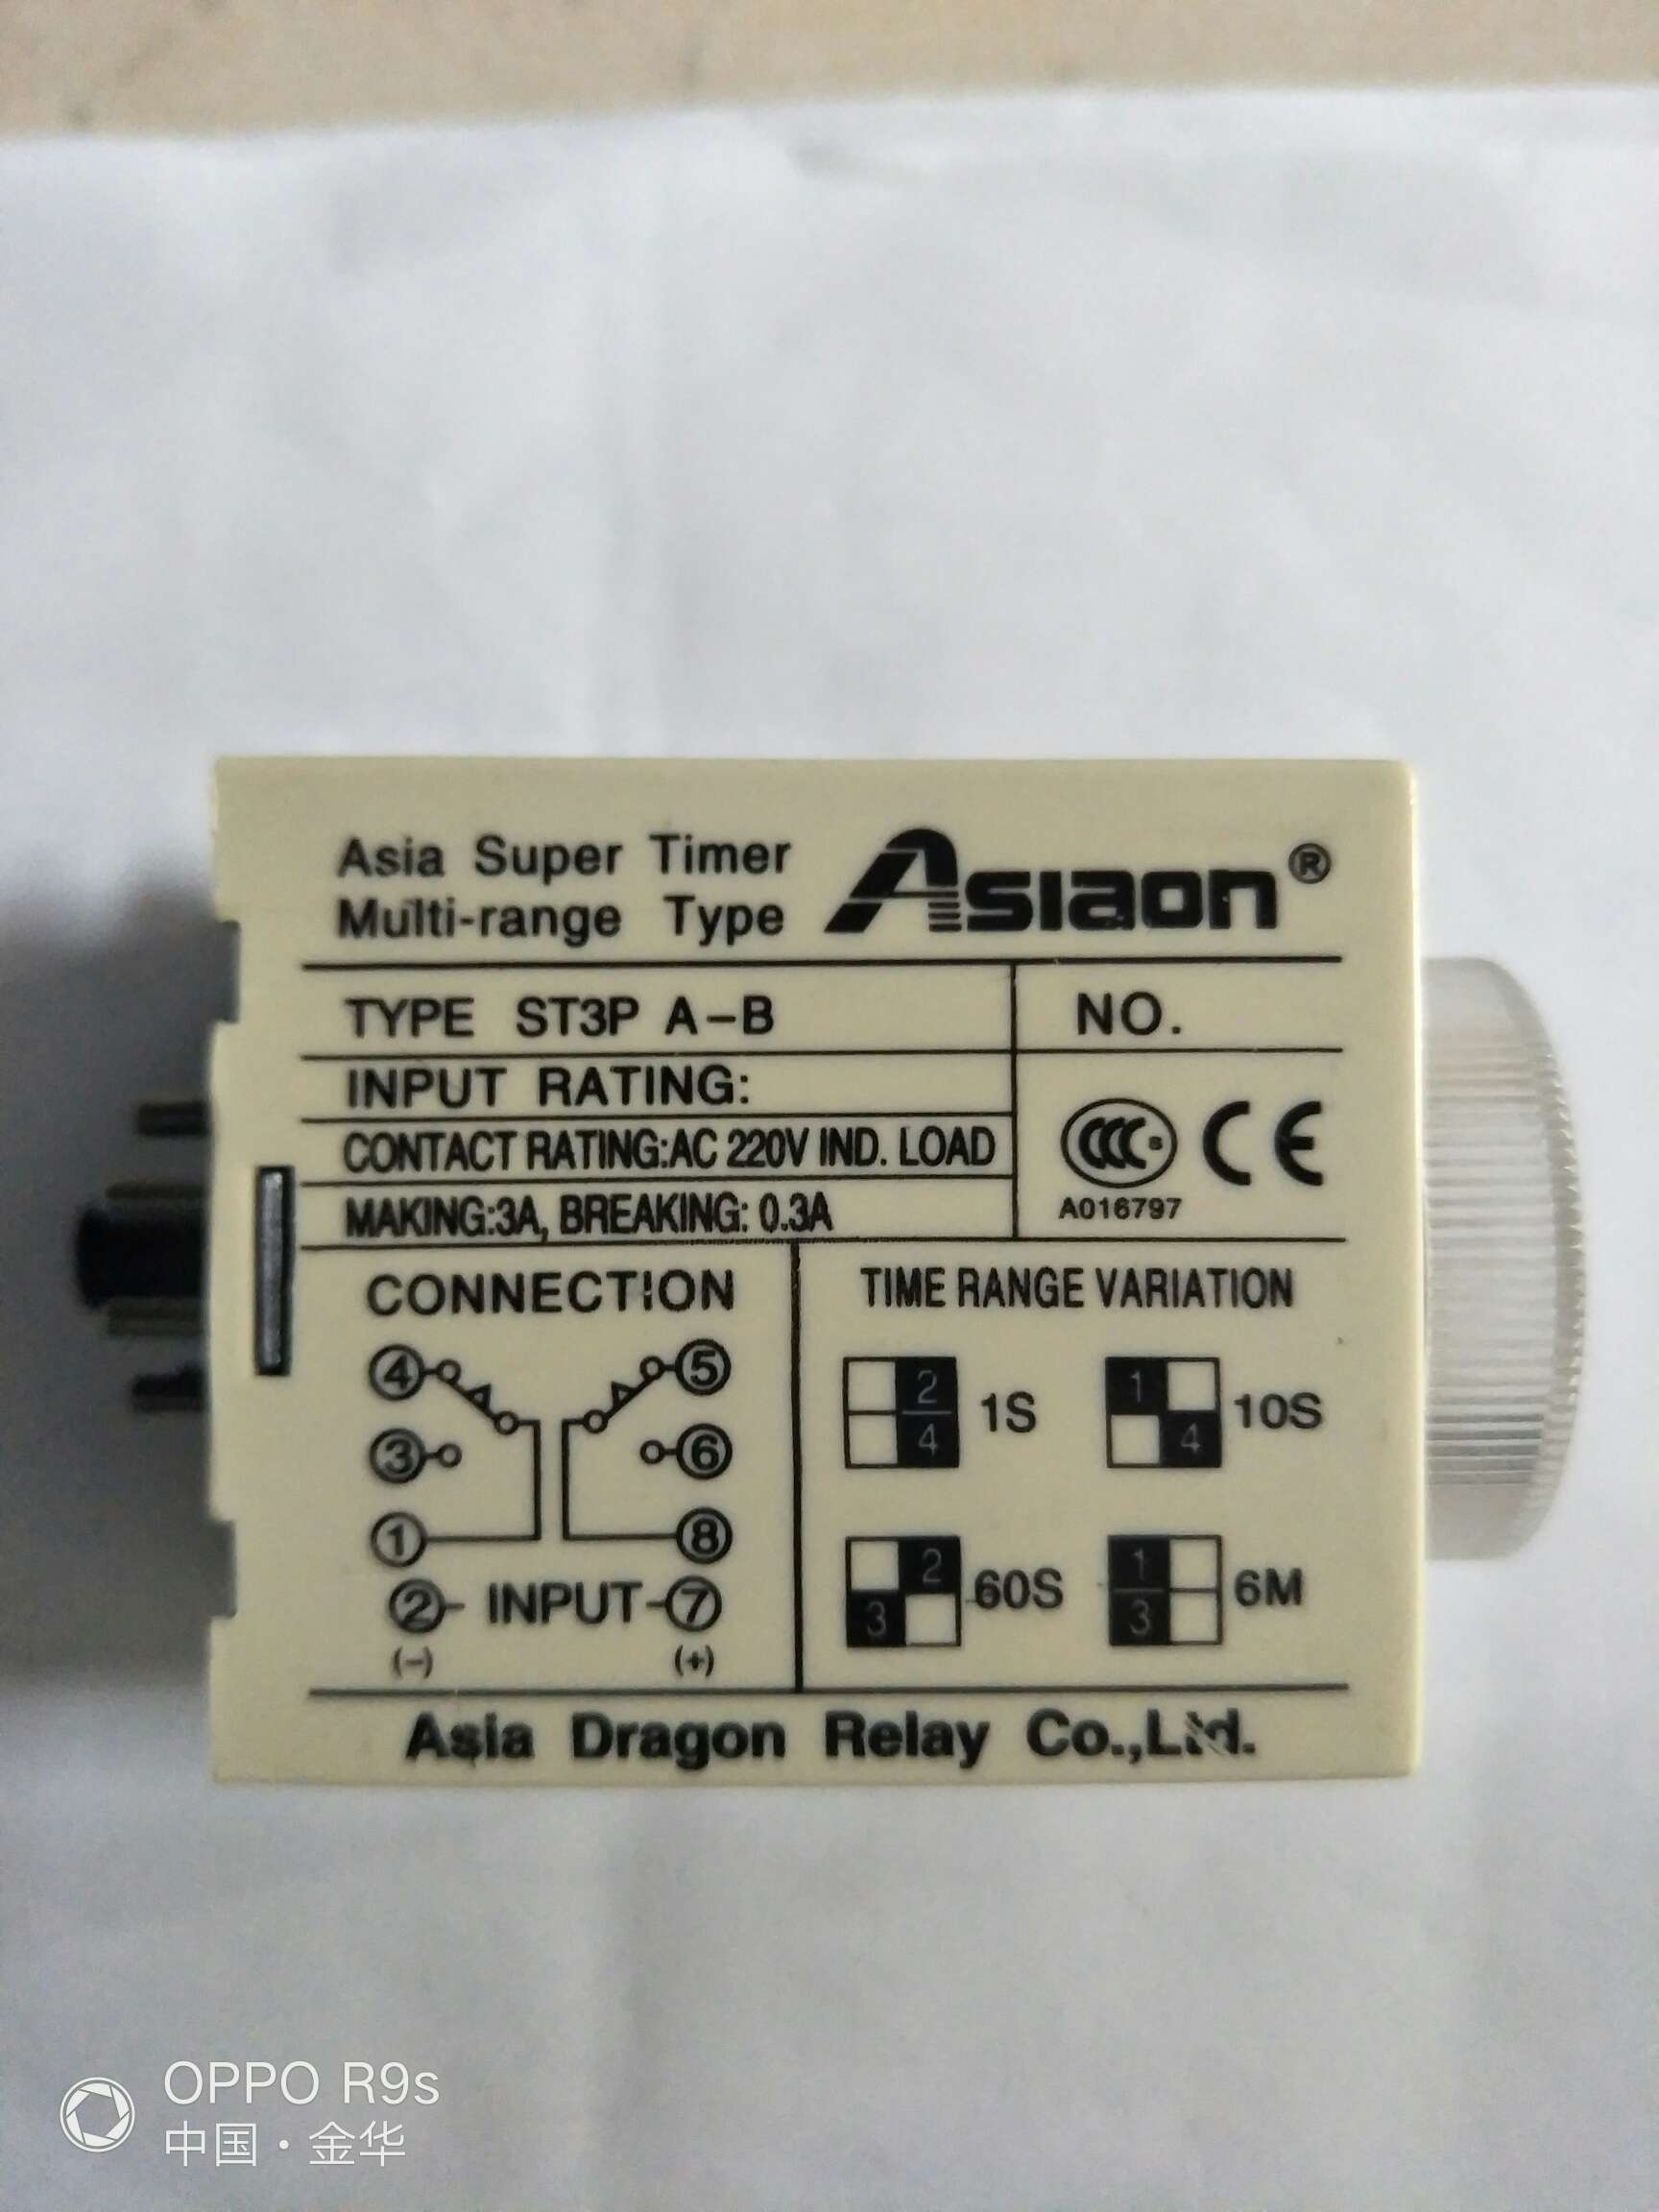 Asia Super Timer
Multi-range Type
Asiaon®
TYPE ST3P A-B
NO.
INPUT RATING:
CONTACT RATING:AC 220V IND. LOAD
MAKING:3A, BREAKING: 0.3A
CCC CE
A016797
CONNECTION
4 5
3 6
1 8
2 - INPUT - 7
(-) (+)
TIME RANGE VARIATION
2 4 1S
1 4 10S
2 3 60S
1 3 6M
Asia Dragon Relay Co.,Ltd.
OPPO R9s
中国·金华